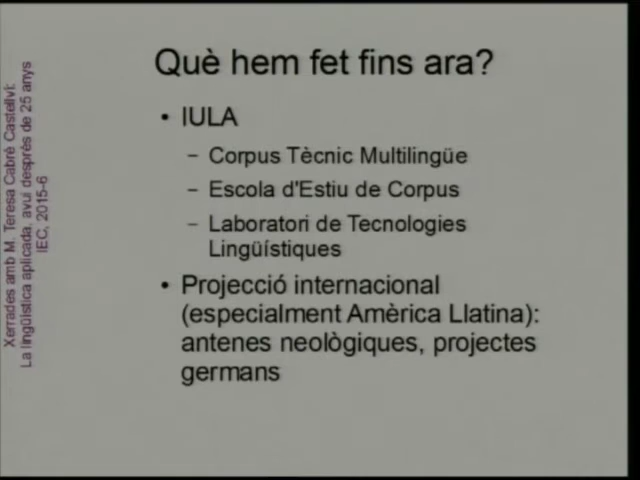 Què hem fet fins ara?
• IULA
– Corpus Tècnic Multilingüe
– Escola d'Estiu de Corpus
– Laboratori de Tecnologies
Lingüístiques
• Projecció internacional
(especialment Amèrica Llatina):
antenes neològiques, projectes
germans
Xerrades amb M. Teresa Cabré Castellví:
La lingüística aplicada, avui després de 25 anys
IEC, 2015-6